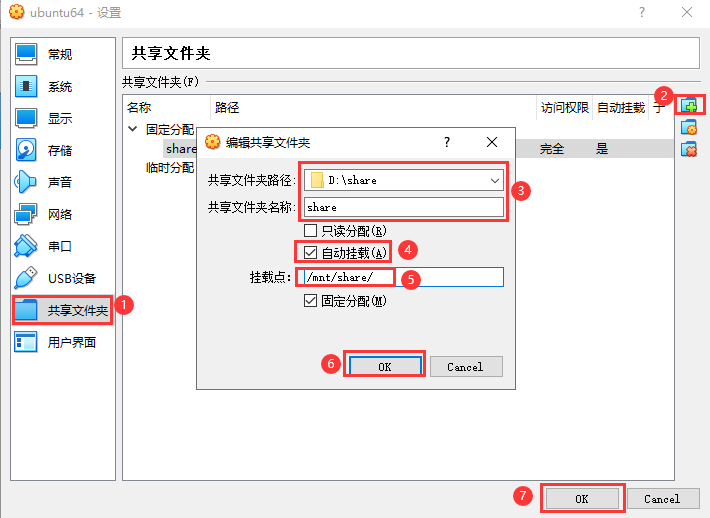 ubuntu64 - 设置
常规
系统
显示
存储
声音
网络
串口
USB设备
共享文件夹
1
用户界面
共享文件夹
共享文件夹(F)
名称 路径 访问权限 自动挂载 于
2
固定分配
share 完全 是
临时分配
编辑共享文件夹
共享文件夹路径: D:\share
3
共享文件夹名称: share
只读分配(R)
自动挂载(A)
4
挂载点: /mnt/share/
5
固定分配(M)
6
OK Cancel
7
OK Cancel